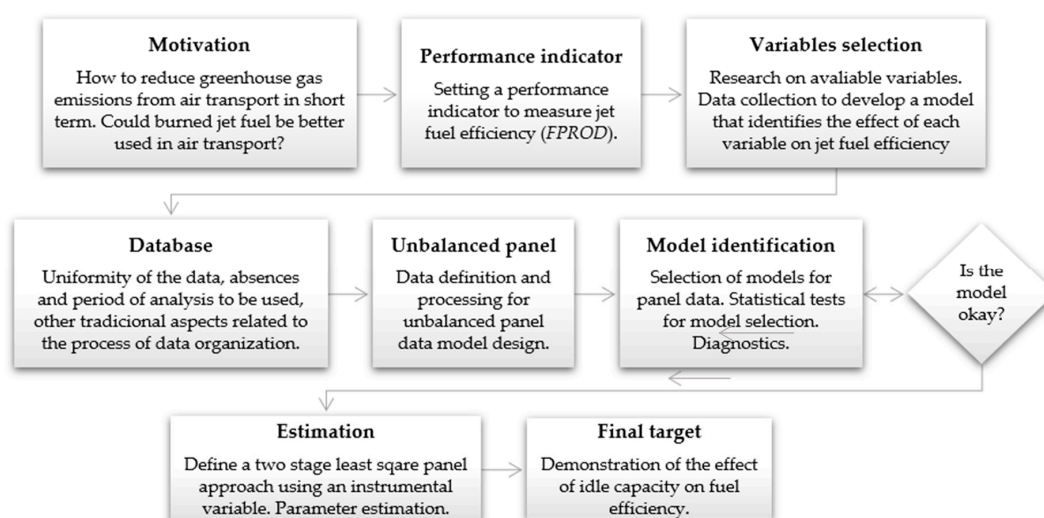 Motivation
How to reduce greenhouse gas
emissions from air transport in short
term. Could burned jet fuel be better
used in air transport?
Performance indicator
Setting a performance
indicator to measure jet
fuel efficiency (FPROD).
Variables selection
Research on avaliable variables.
Data collection to develop a model
that identifies the effect of each
variable on jet fuel efficiency
Database
Uniformity of the data, absences
and period of analysis to be used,
other tradicional aspects related to
the process of data organization.
Unbalanced panel
Data definition and
processing for
unbalanced panel
data model design.
Model identification
Selection of models for
panel data. Statistical tests
for model selection.
Diagnostics.
Is the
model
okay?
Estimation
Define a two stage least sqare panel
approach using an instrumental
variable. Parameter estimation.
Final target
Demonstration of the effect
of idle capacity on fuel
efficiency.